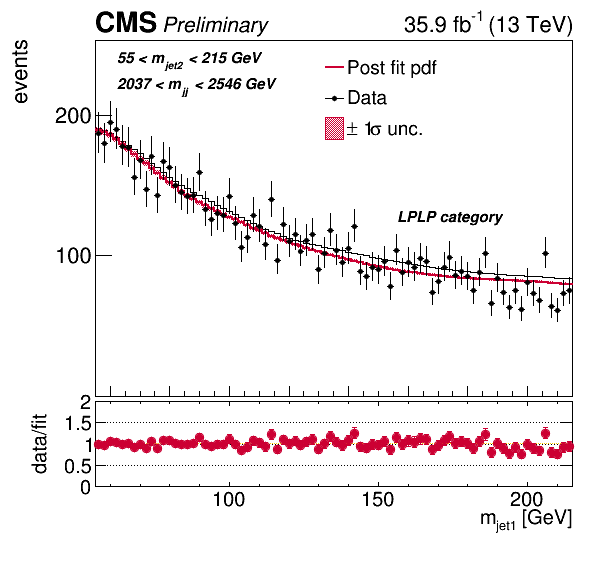 CMS Preliminary 35.9 fb⁻¹ (13 TeV)
events
55 < m_jet2 < 215 GeV
2037 < m_jj < 2546 GeV
Post fit pdf
Data
± 1σ unc.
200
LPLP category
100
data/fit
2
1.5
1
0.5
0
100 150 200
m_jet1 [GeV]